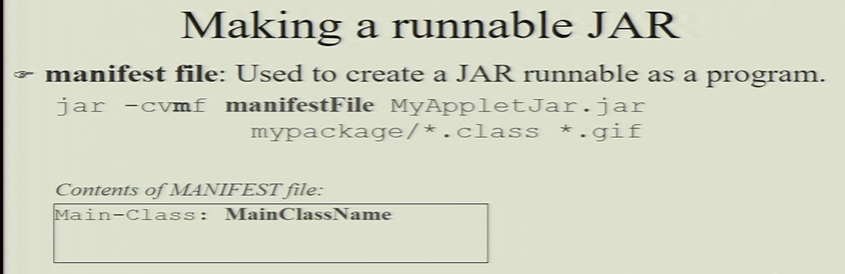 Making a runnable JAR
☞ manifest file: Used to create a JAR runnable as a program.
jar -cvmf manifestFile MyAppletJar.jar
mypackage/*.class *.gif
Contents of MANIFEST file:
Main-Class: MainClassName